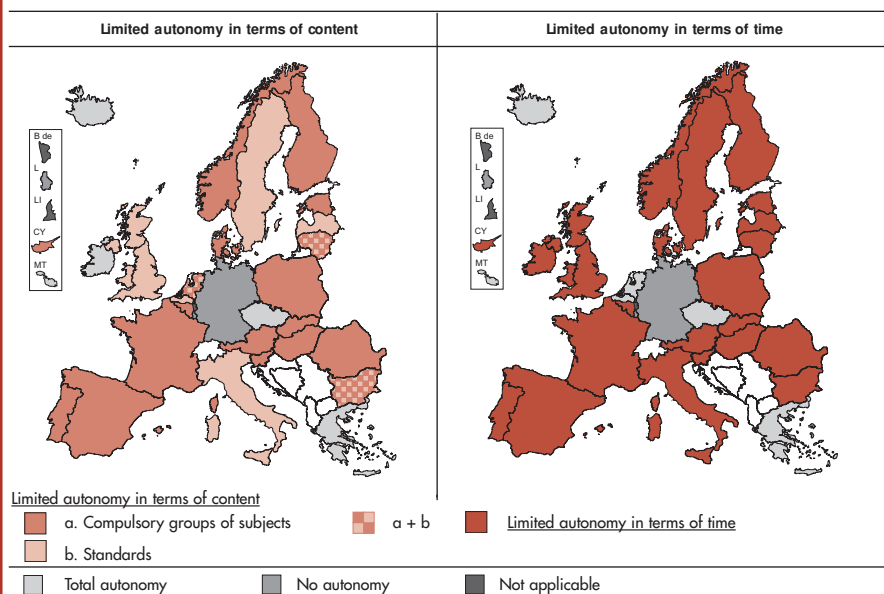 Limited autonomy in terms of content
Limited autonomy in terms of time
B de
L
LI
CY
MT
B de
L
LI
CY
MT
Limited autonomy in terms of content
a. Compulsory groups of subjects
a + b
Limited autonomy in terms of time
b. Standards
Total autonomy
No autonomy
Not applicable